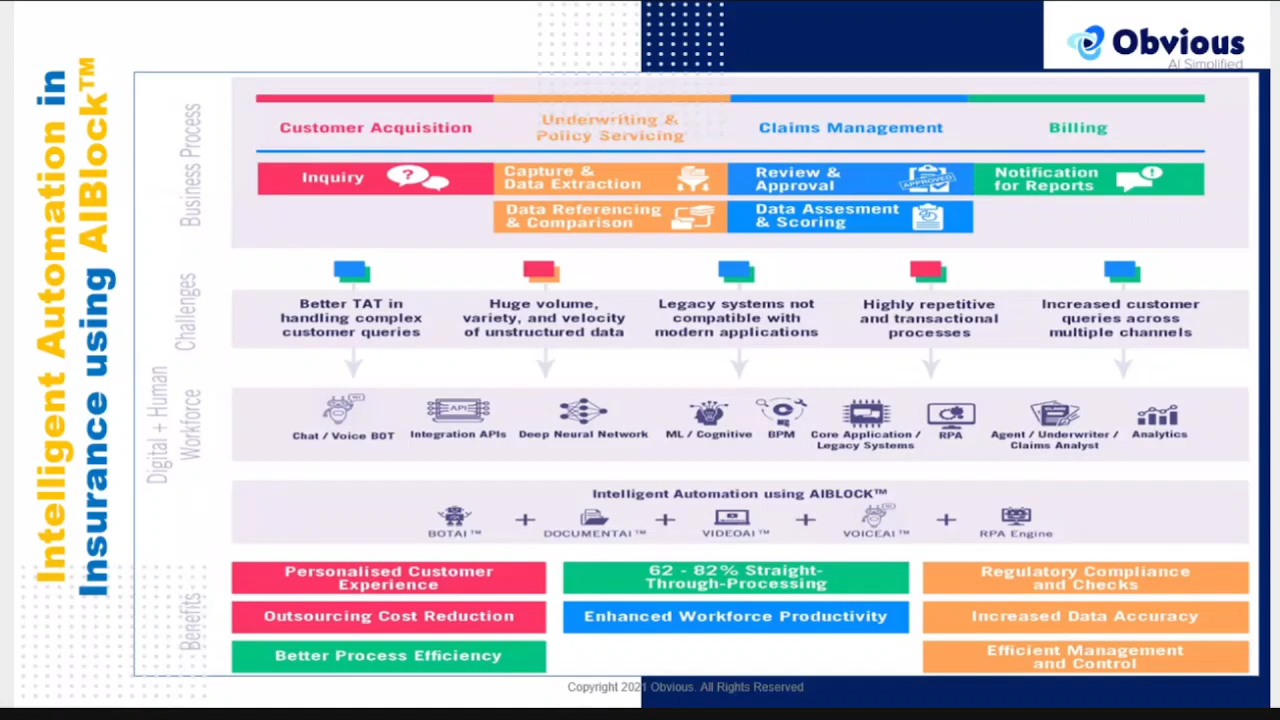 Obvious
AI Simplified
Intelligent Automation in
Insurance using AIBlock™
Business Process
Customer Acquisition
Underwriting &
Policy Servicing
Claims Management
Billing
Inquiry
?
Capture &
Data Extraction
Review &
Approval
APPROVED
Notification
for Reports
!
Data Referencing
& Comparison
Data Assesment
& Scoring
Challenges
Better TAT in
handling complex
customer queries
Huge volume,
variety, and velocity
of unstructured data
Legacy systems not
compatible with
modern applications
Highly repetitive
and transactional
processes
Increased customer
queries across
multiple channels
Digital + Human
Workforce
Chat / Voice BOT
API
Integration APIs
Deep Neural Network
ML / Cognitive
BPM
Core Application /
Legacy Systems
RPA
Agent / Underwriter /
Claims Analyst
Analytics
Intelligent Automation using AIBLOCK™
BOTAI™
+
DOCUMENTAI™
+
VIDEOAI™
+
VOICEAI™
+
RPA Engine
Benefits
Personalised Customer
Experience
62 - 82% Straight-
Through-Processing
Regulatory Compliance
and Checks
Outsourcing Cost Reduction
Enhanced Workforce Productivity
Increased Data Accuracy
Better Process Efficiency
Efficient Management
and Control
Copyright 2021 Obvious. All Rights Reserved